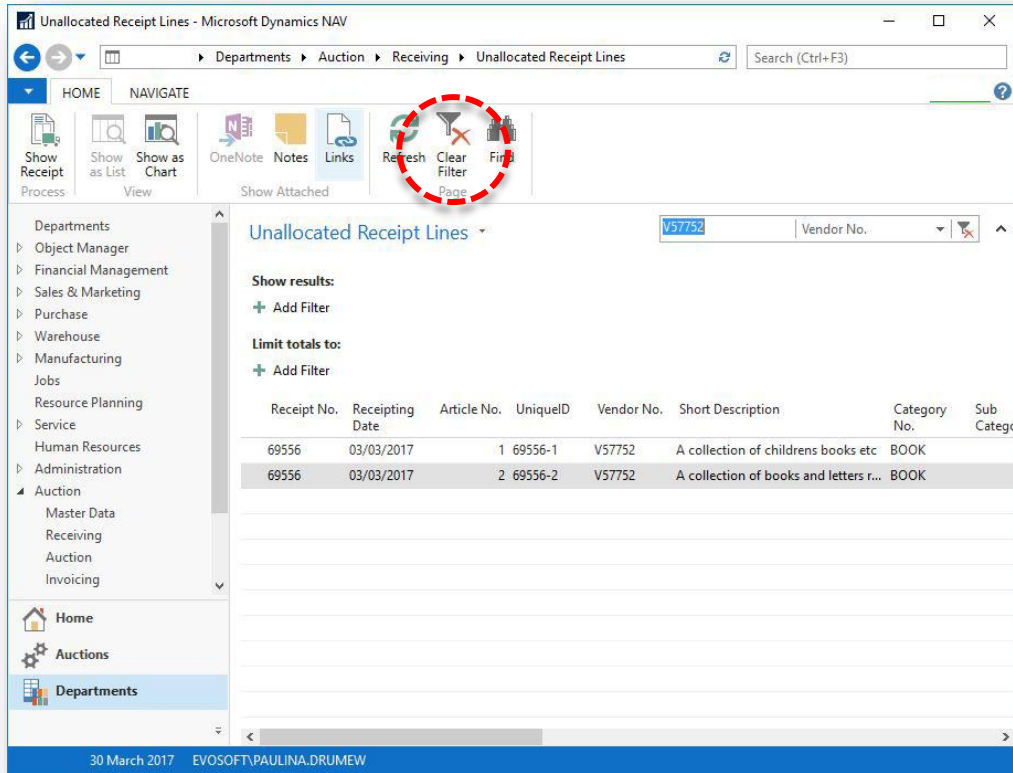 Unallocated Receipt Lines - Microsoft Dynamics NAV
Departments Auction Receiving Unallocated Receipt Lines
Search (Ctrl+F3)
HOME NAVIGATE
Show Receipt
Show as List
Show as Chart
OneNote
Notes
Links
Refresh
Clear Filter
Find
Process View Show Attached Page
Departments
Object Manager
Financial Management
Sales & Marketing
Purchase
Warehouse
Manufacturing
Jobs
Resource Planning
Service
Human Resources
Administration
Auction
Master Data
Receiving
Auction
Invoicing
Home
Auctions
Departments
Unallocated Receipt Lines
V57752 Vendor No.
Show results:
Add Filter
Limit totals to:
Add Filter
Receipt No. Receipting Date Article No. UniqueID Vendor No. Short Description Category No. Sub Catego
69556 03/03/2017 1 69556-1 V57752 A collection of childrens books etc BOOK
69556 03/03/2017 2 69556-2 V57752 A collection of books and letters r... BOOK
30 March 2017 EVOSOFT\PAULINA.DRUMEW